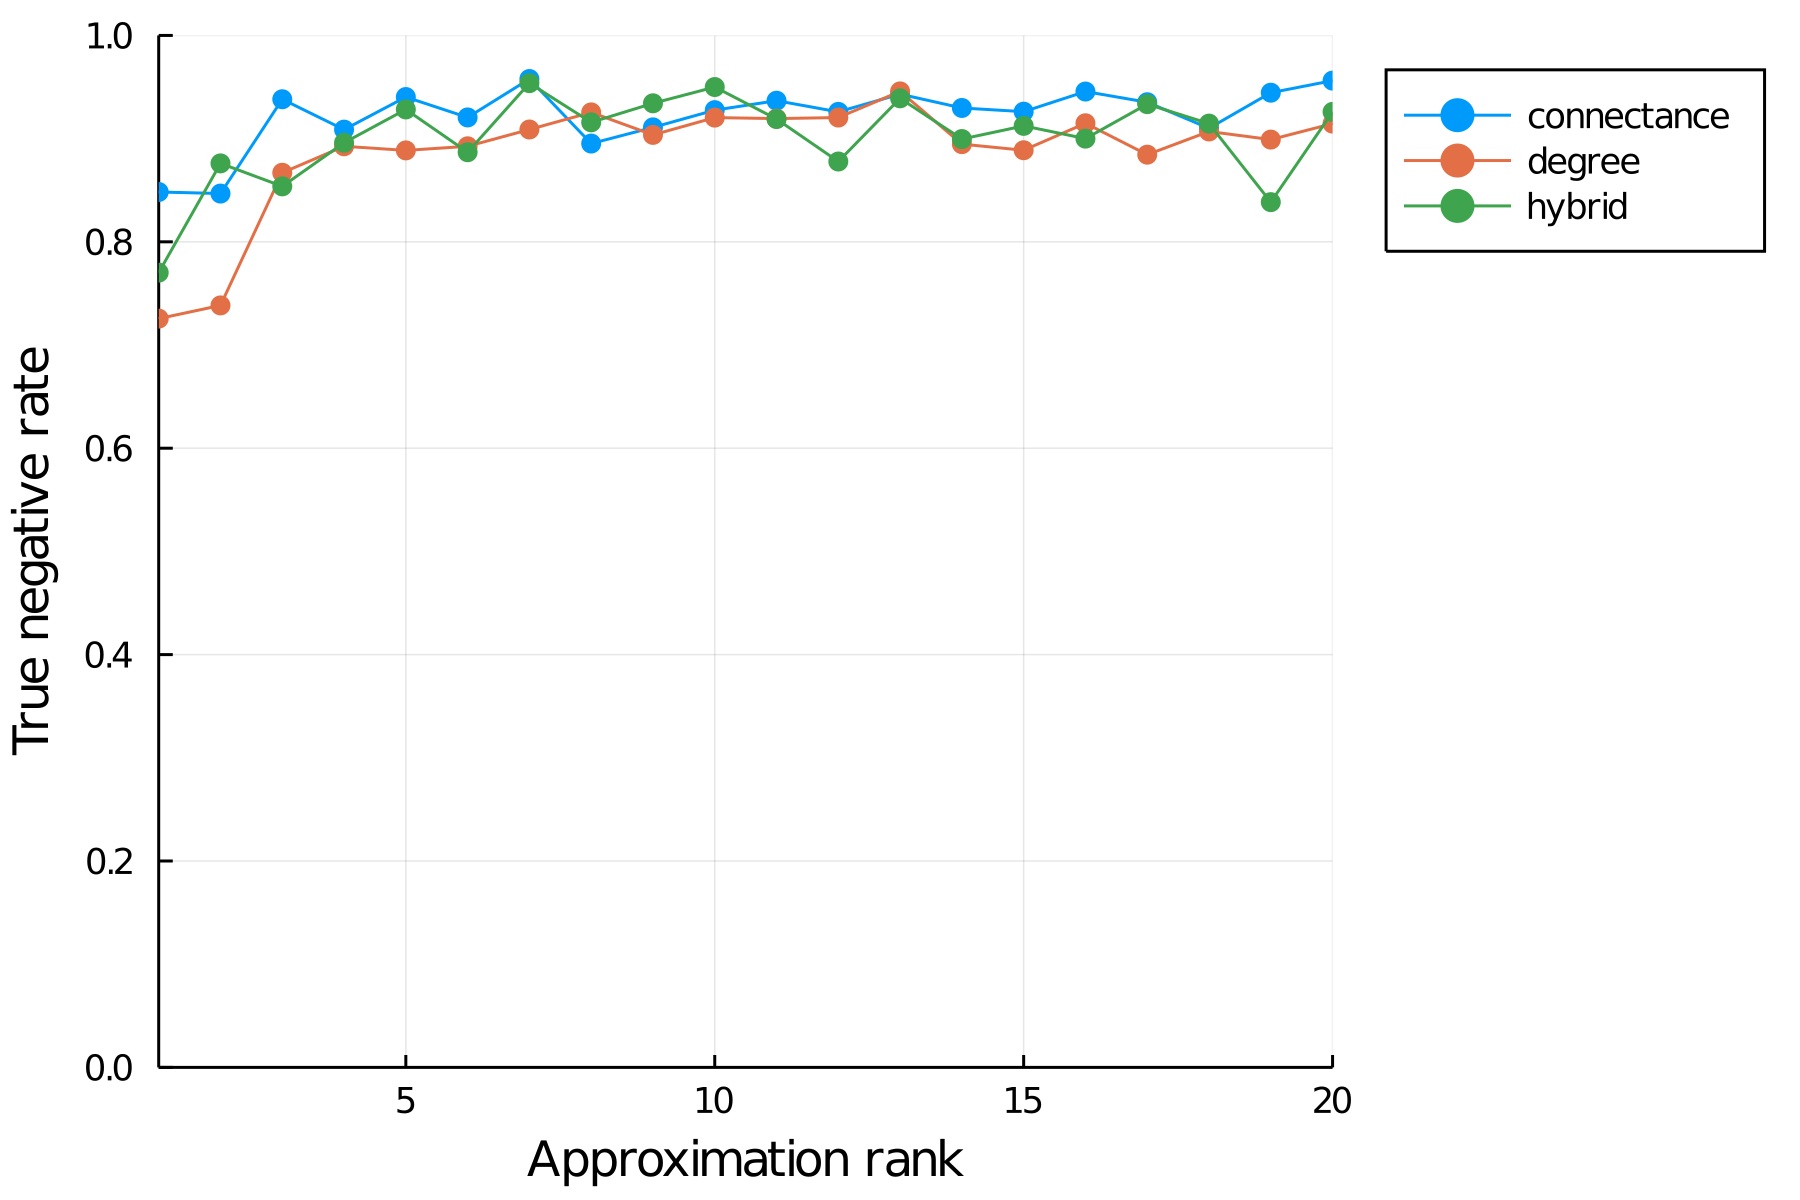 1.0
0.8
0.6
0.4
0.2
0.0
5 10 15 20
True negative rate
Approximation rank
connectance
degree
hybrid